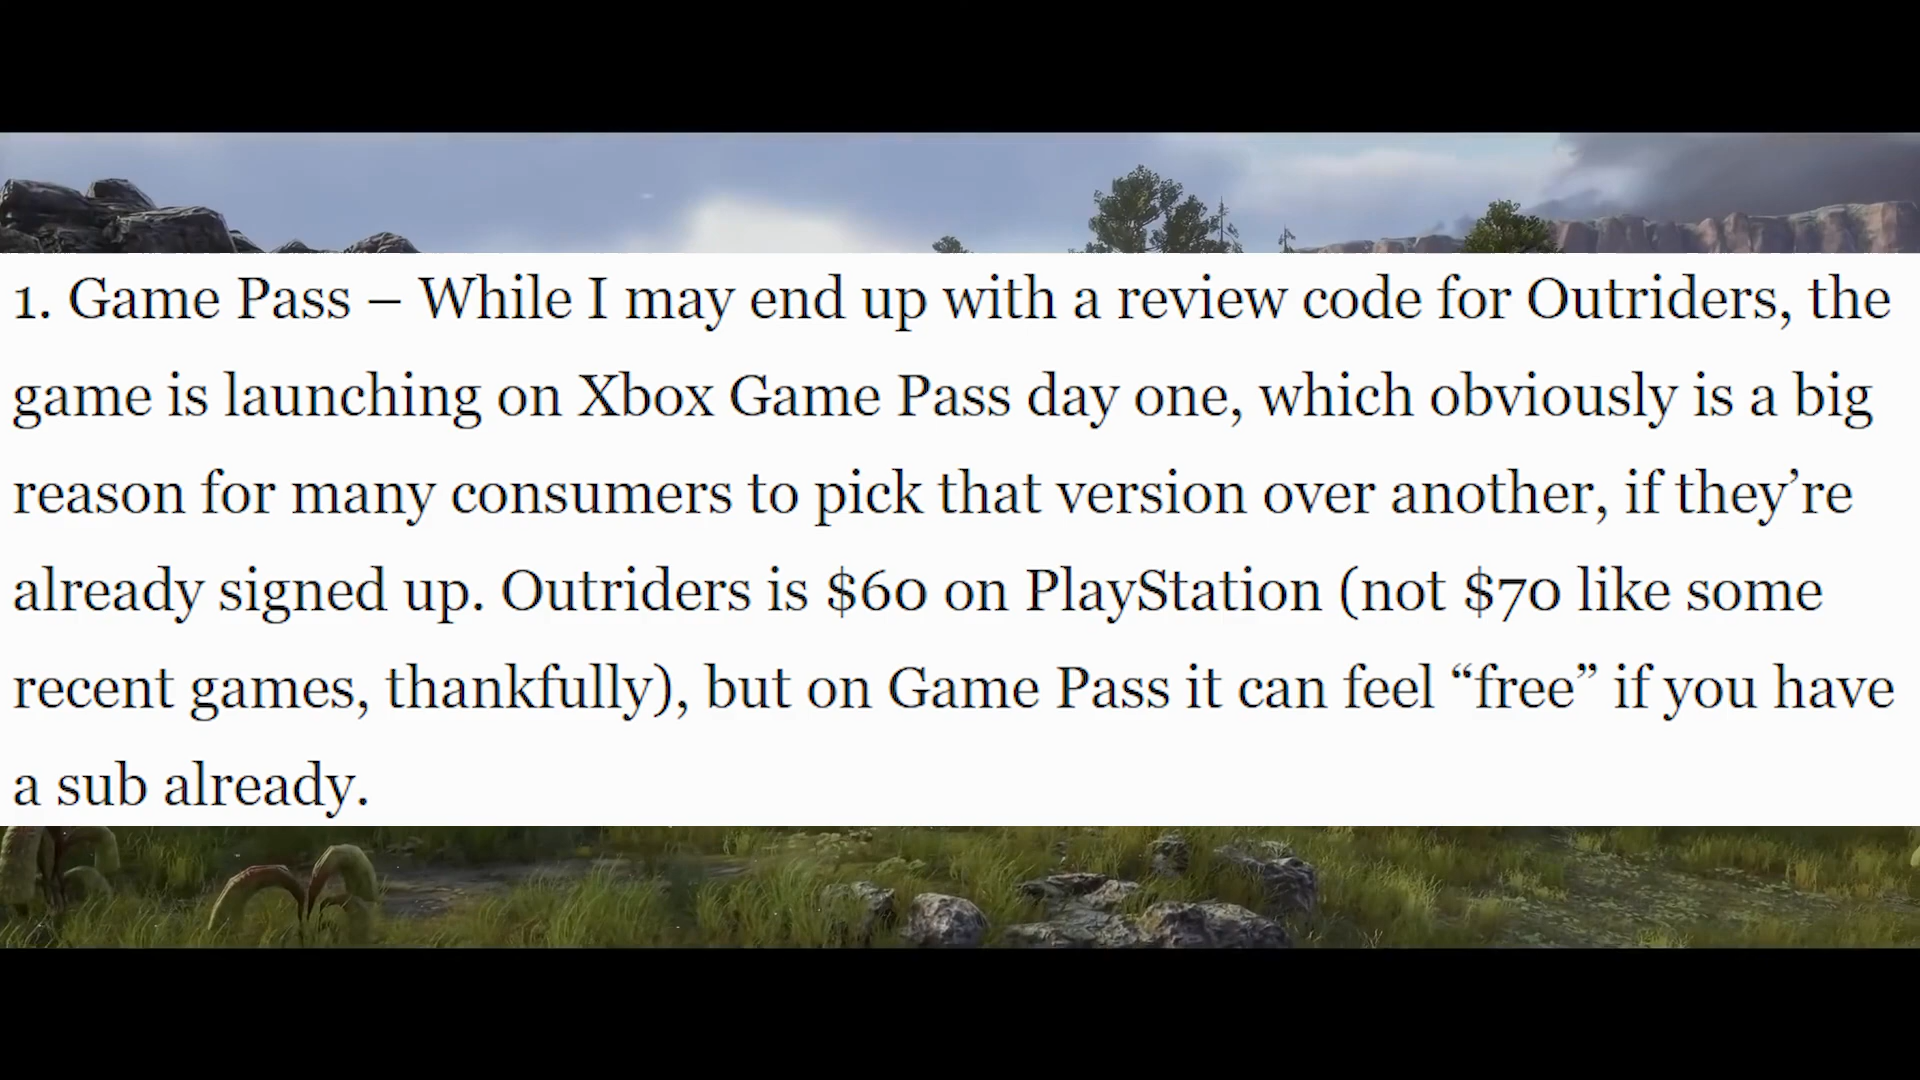 1. Game Pass – While I may end up with a review code for Outriders, the
game is launching on Xbox Game Pass day one, which obviously is a big
reason for many consumers to pick that version over another, if they’re
already signed up. Outriders is $60 on PlayStation (not $70 like some
recent games, thankfully), but on Game Pass it can feel “free” if you have
a sub already.